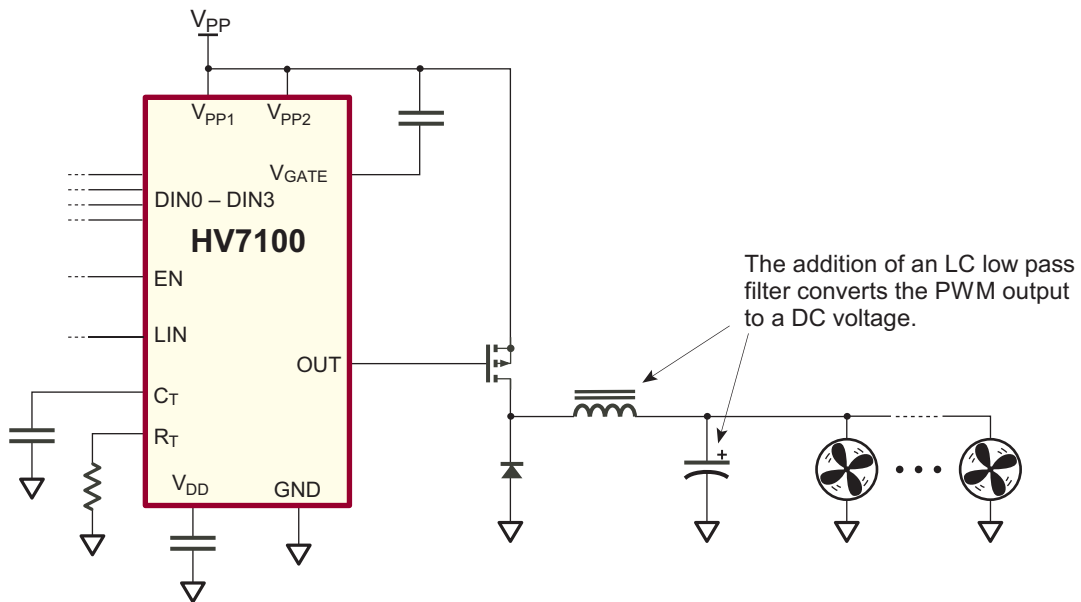 VPP
VPP1 VPP2
VGATE
DIN0 – DIN3
HV7100
EN
LIN
OUT
CT
RT
VDD GND
The addition of an LC low pass
filter converts the PWM output
to a DC voltage.
+